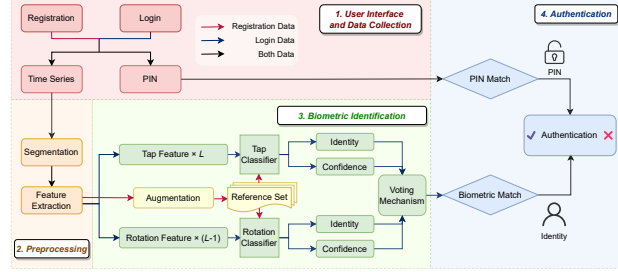 Registration
Login
Registration Data
Login Data
Both Data
1. User Interface
and Data Collection
4. Authentication
Time Series
PIN
PIN Match
PIN
3. Biometric Identification
Authentication
Segmentation
Tap Feature × L
Tap
Classifier
Identity
Confidence
Feature
Extraction
Augmentation
Reference Set
Voting
Mechanism
Biometric Match
Rotation Feature × (L-1)
Rotation
Classifier
Identity
Confidence
Identity
2. Preprocessing